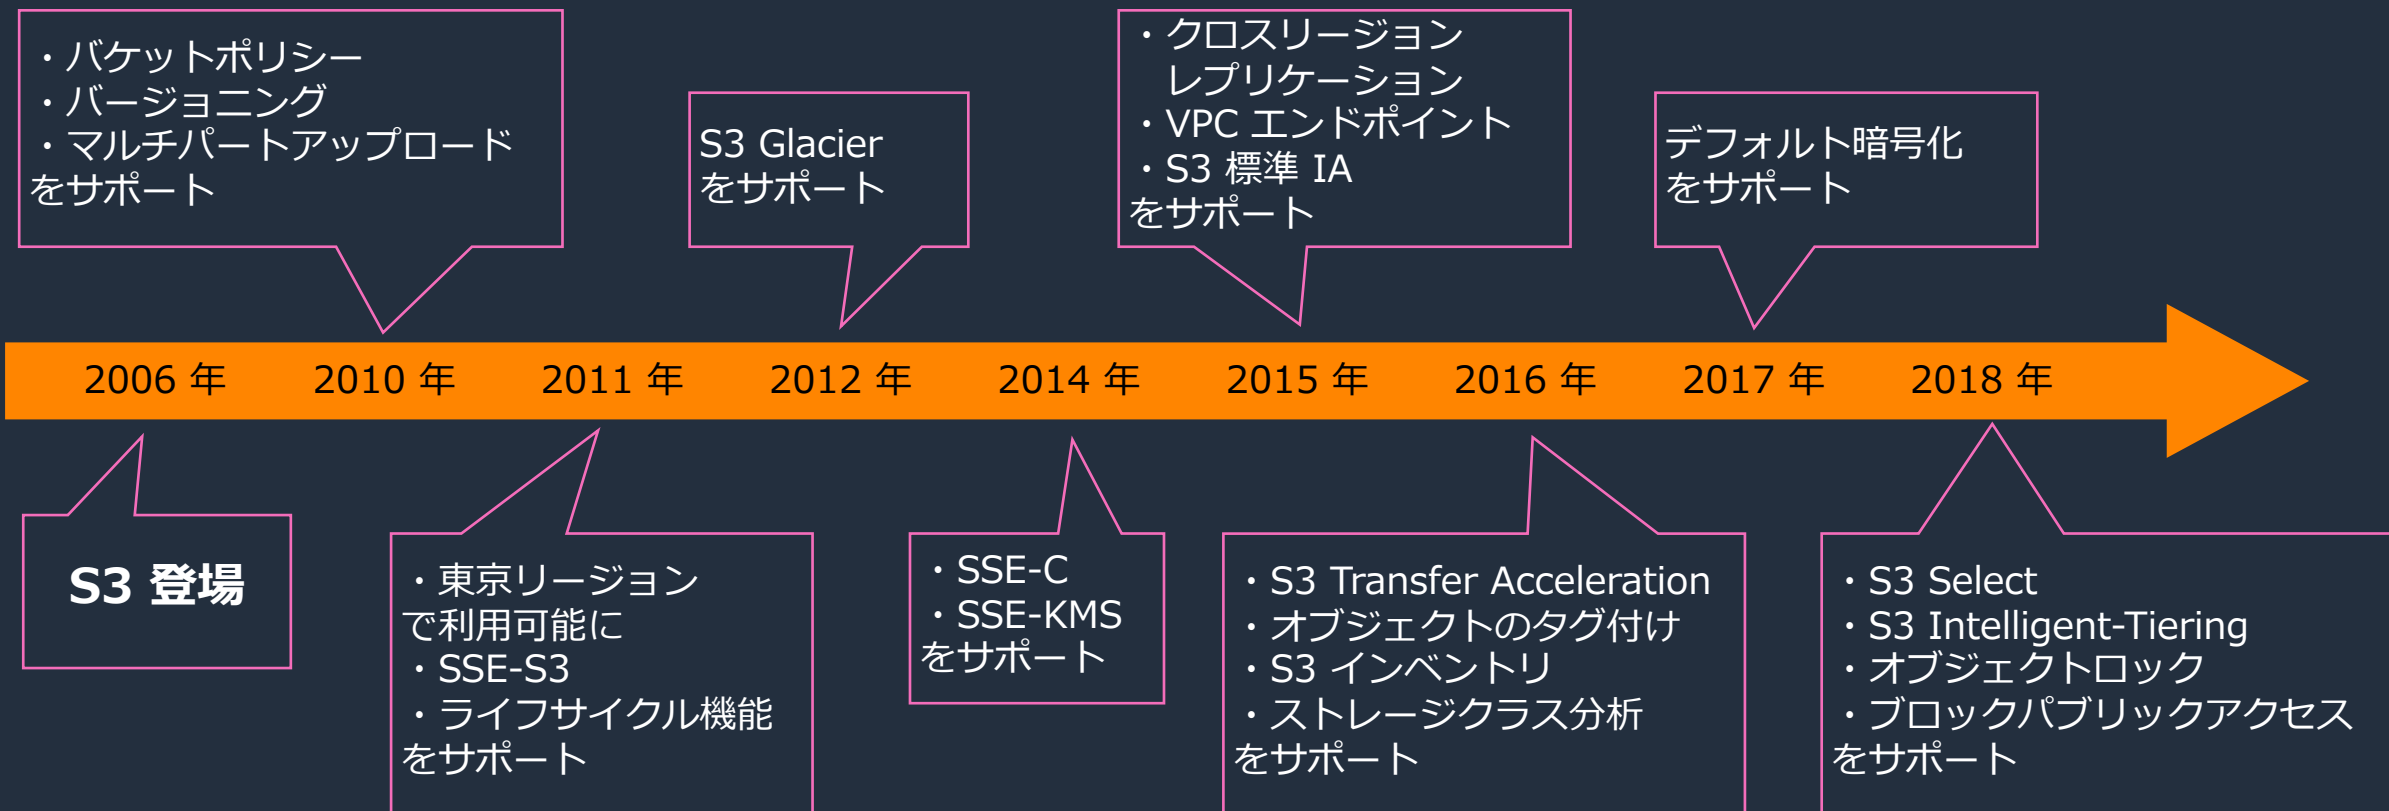 ・バケットポリシー
・バージョニング
・マルチパートアップロード
をサポート
S3 Glacier
をサポート
・クロスリージョン
レプリケーション
・VPC エンドポイント
・S3 標準 IA
をサポート
デフォルト暗号化
をサポート
2006 年
2010 年
2011 年
2012 年
2014 年
2015 年
2016 年
2017 年
2018 年
S3 登場
・東京リージョン
で利用可能に
・SSE-S3
・ライフサイクル機能
をサポート
・SSE-C
・SSE-KMS
をサポート
・S3 Transfer Acceleration
・オブジェクトのタグ付け
・S3 インベントリ
・ストレージクラス分析
をサポート
・S3 Select
・S3 Intelligent-Tiering
・オブジェクトロック
・ブロックパブリックアクセス
をサポート